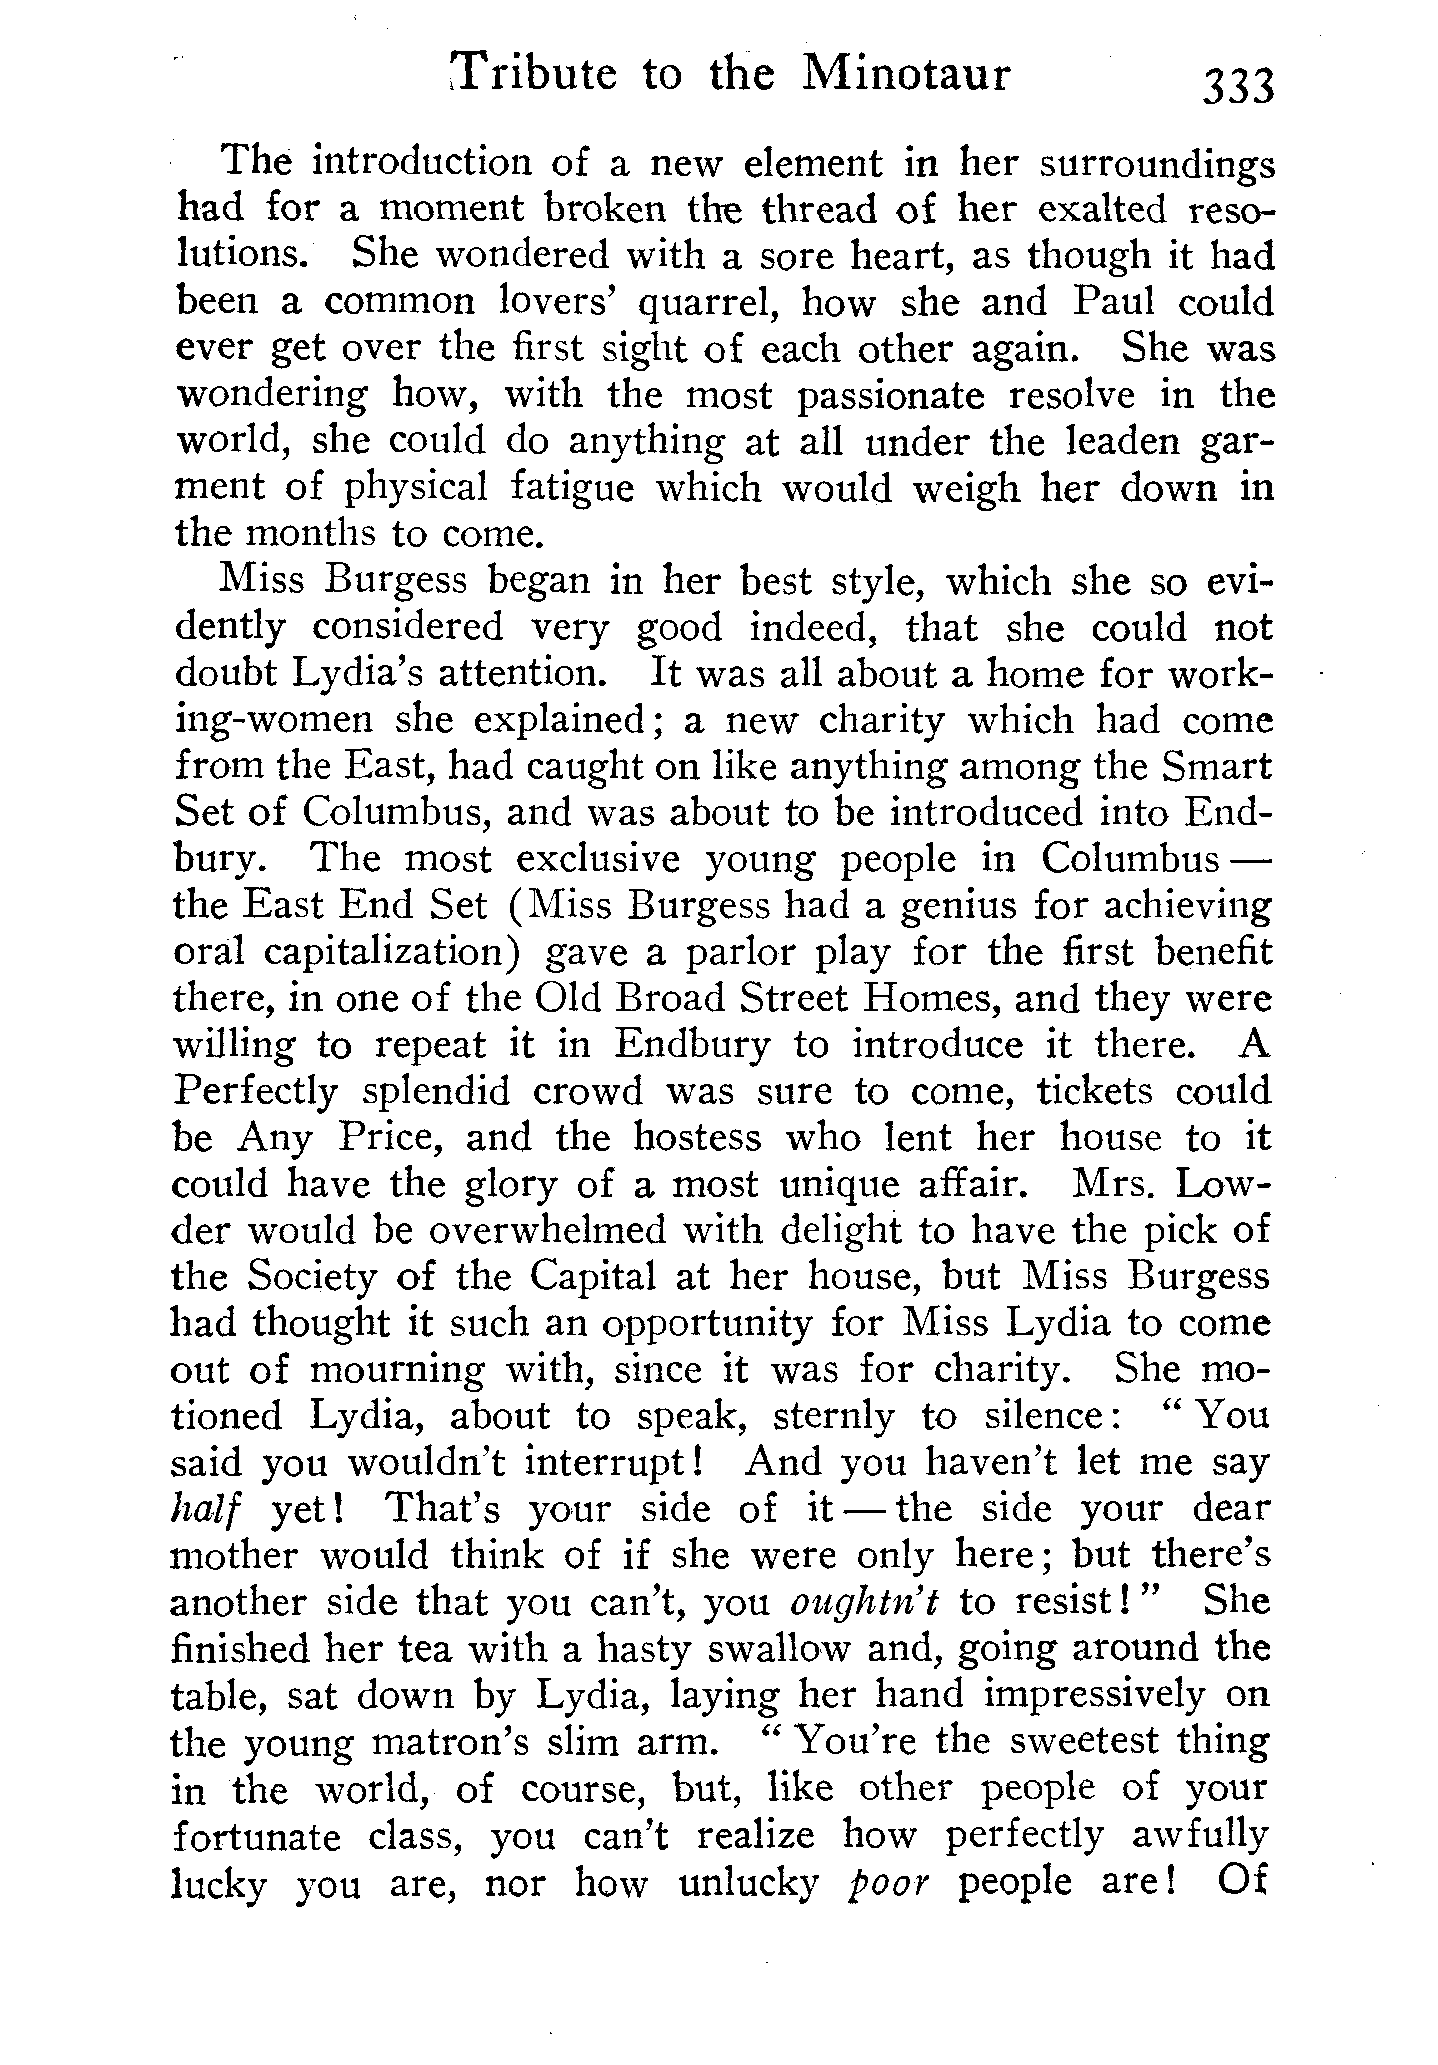 Tribute to the Minotaur 333
The introduction of a new element in her surroundings
had for a moment broken the thread of her exalted reso-
lutions. She wondered with a sore heart, as though it had
been a common lovers’ quarrel, how she and Paul could
ever get over the first sight of each other again. She was
wondering how, with the most passionate resolve in the
world, she could do anything at all under the leaden gar-
ment of physical fatigue which would weigh her down in
the months to come.
Miss Burgess began in her best style, which she so evi-
dently considered very good indeed, that she could not
doubt Lydia’s attention. It was all about a home for work-
ing-women she explained; a new charity which had come
from the East, had caught on like anything among the Smart
Set of Columbus, and was about to be introduced into End-
bury. The most exclusive young people in Columbus —
the East End Set (Miss Burgess had a genius for achieving
oral capitalization) gave a parlor play for the first benefit
there, in one of the Old Broad Street Homes, and they were
willing to repeat it in Endbury to introduce it there. A
Perfectly splendid crowd was sure to come, tickets could
be Any Price, and the hostess who lent her house to it
could have the glory of a most unique affair. Mrs. Low-
der would be overwhelmed with delight to have the pick of
the Society of the Capital at her house, but Miss Burgess
had thought it such an opportunity for Miss Lydia to come
out of mourning with, since it was for charity. She mo-
tioned Lydia, about to speak, sternly to silence: “ You
said you wouldn’t interrupt! And you haven’t let me say
half yet! That’s your side of it — the side your dear
mother would think of if she were only here; but there’s
another side that you can’t, you oughtn’t to resist!” She
finished her tea with a hasty swallow and, going around the
table, sat down by Lydia, laying her hand impressively on
the young matron’s slim arm. “ You’re the sweetest thing
in the world, of course, but, like other people of your
fortunate class, you can’t realize how perfectly awfully
lucky you are, nor how unlucky poor people are! Of